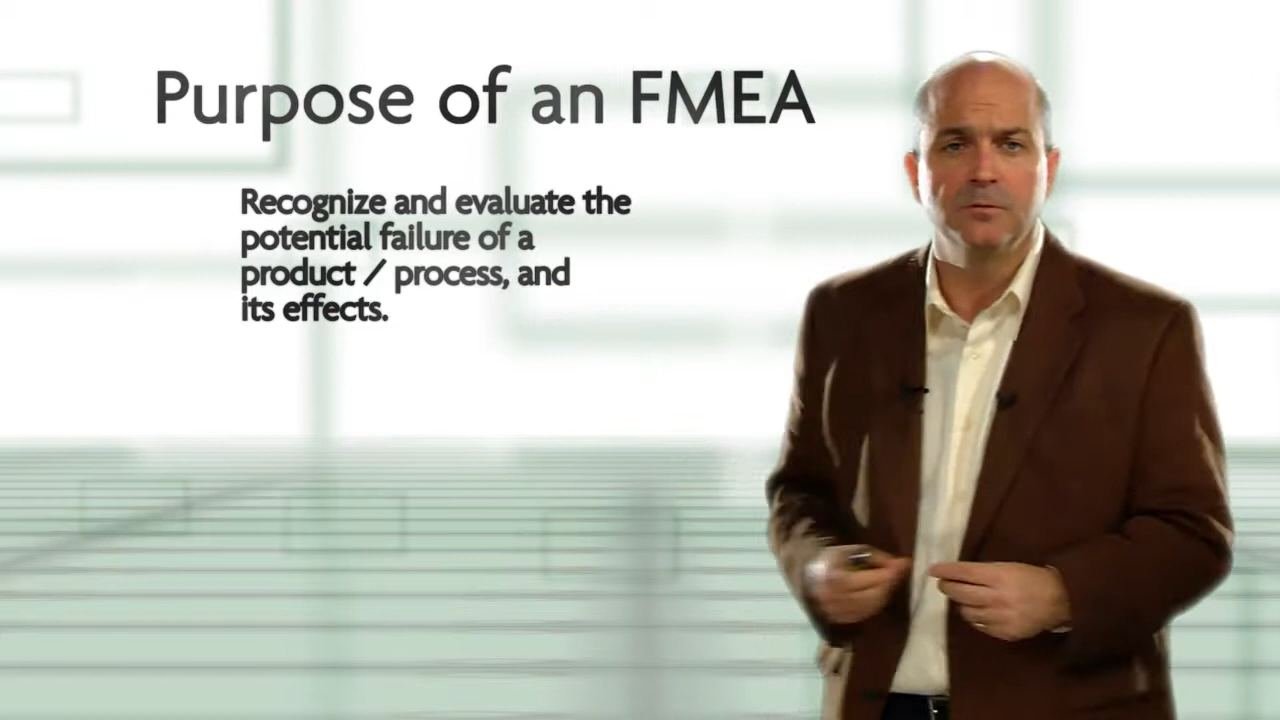 Purpose of an FMEA
Recognize and evaluate the
potential failure of a
product / process, and
its effects.